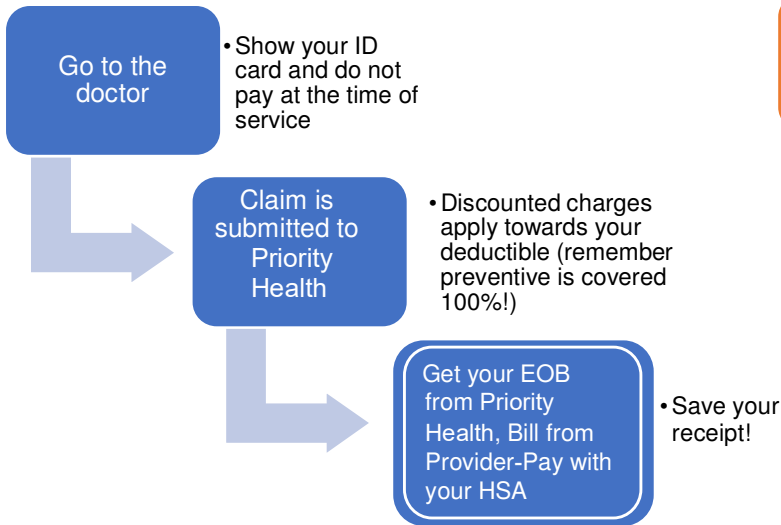 Go to the
doctor
• Show your ID
card and do not
pay at the time of
service
Claim is
submitted to
Priority
Health
• Discounted charges
apply towards your
deductible (remember
preventive is covered
100%!)
Get your EOB
from Priority
Health, Bill from
Provider-Pay with
your HSA
• Save your
receipt!